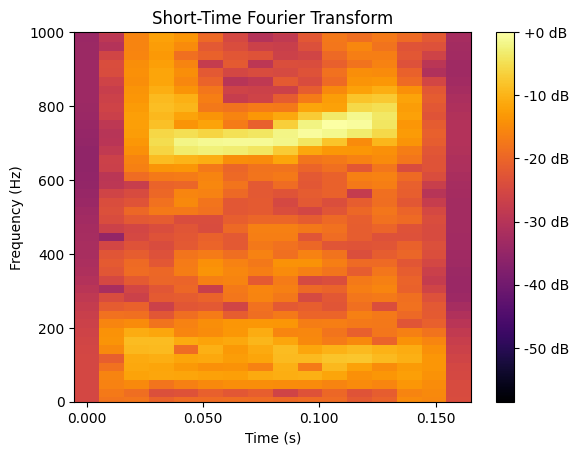 Short-Time Fourier Transform
1000
800
600
400
200
0
Frequency (Hz)
0.000
0.050
0.100
0.150
Time (s)
+0 dB
-10 dB
-20 dB
-30 dB
-40 dB
-50 dB